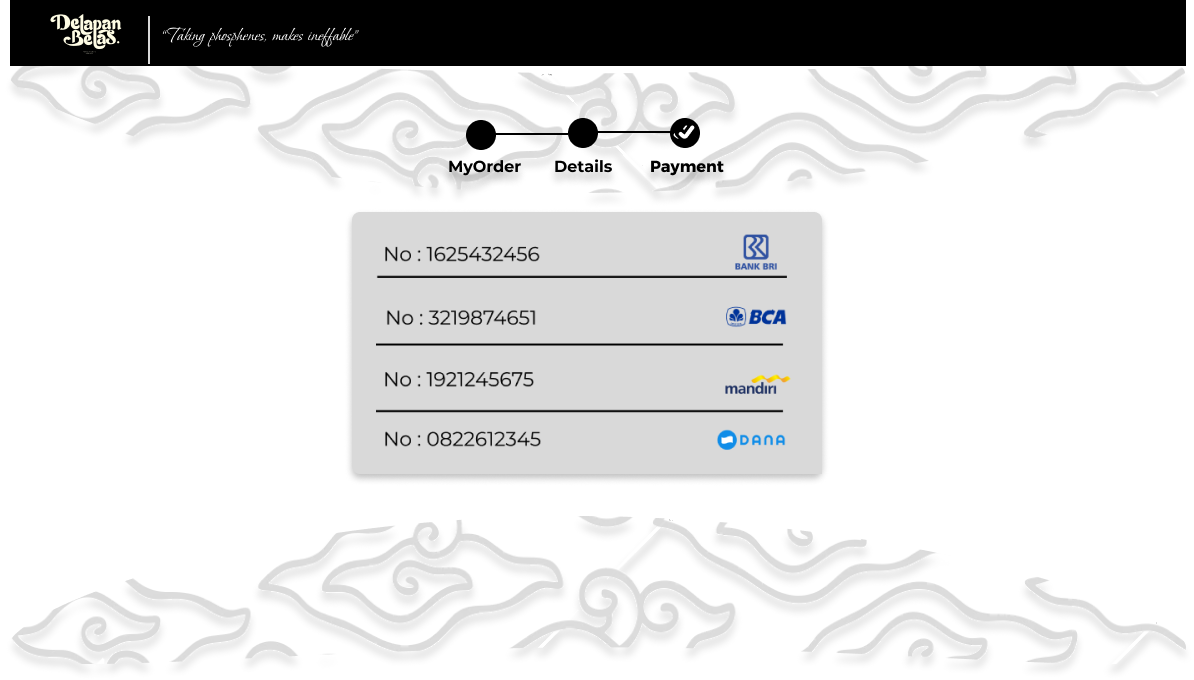 Delapan
Belas.
“Taking phosphenes, makes ineffable”
MyOrder Details Payment
No : 1625432456
BANK BRI
No : 3219874651
BCA
No : 1921245675
mandırı
No : 0822612345
DANA